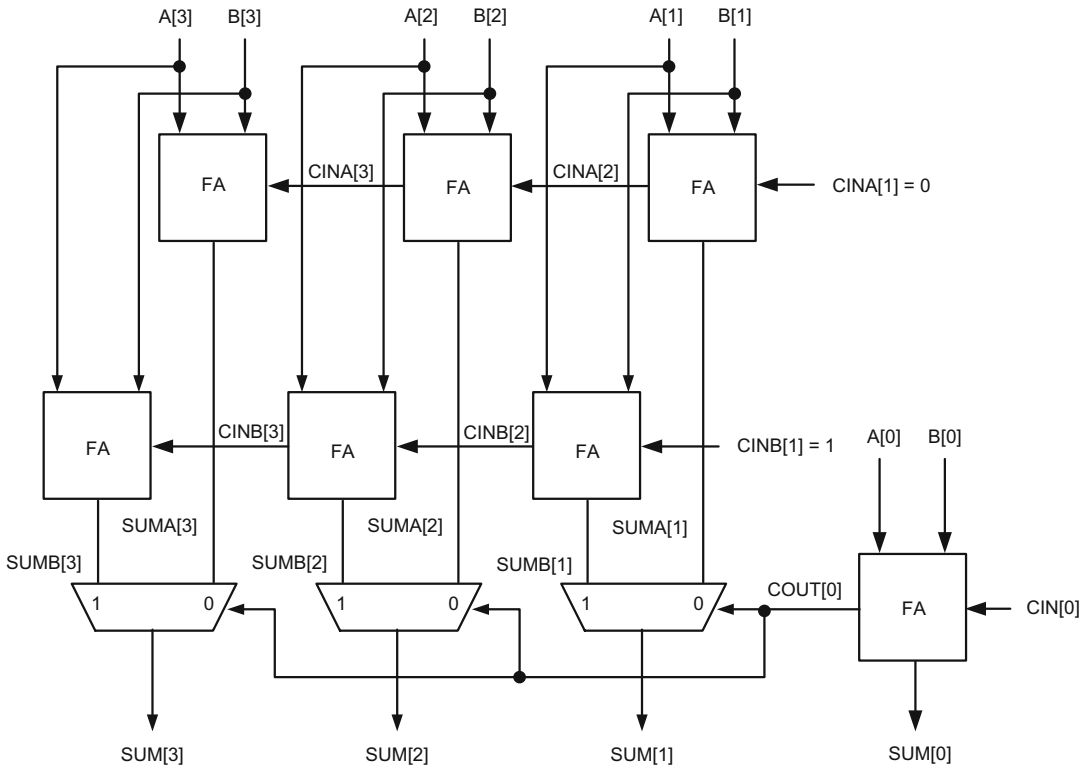 A[3] B[3] A[2] B[2] A[1] B[1]
FA CINA[3] FA CINA[2] FA CINA[1] = 0
FA CINB[3] FA CINB[2] FA CINB[1] = 1
A[0] B[0]
SUMA[3] SUMA[2] SUMA[1]
SUMB[3] SUMB[2] SUMB[1]
1 0 1 0 1 0 COUT[0] FA CIN[0]
SUM[3] SUM[2] SUM[1] SUM[0]